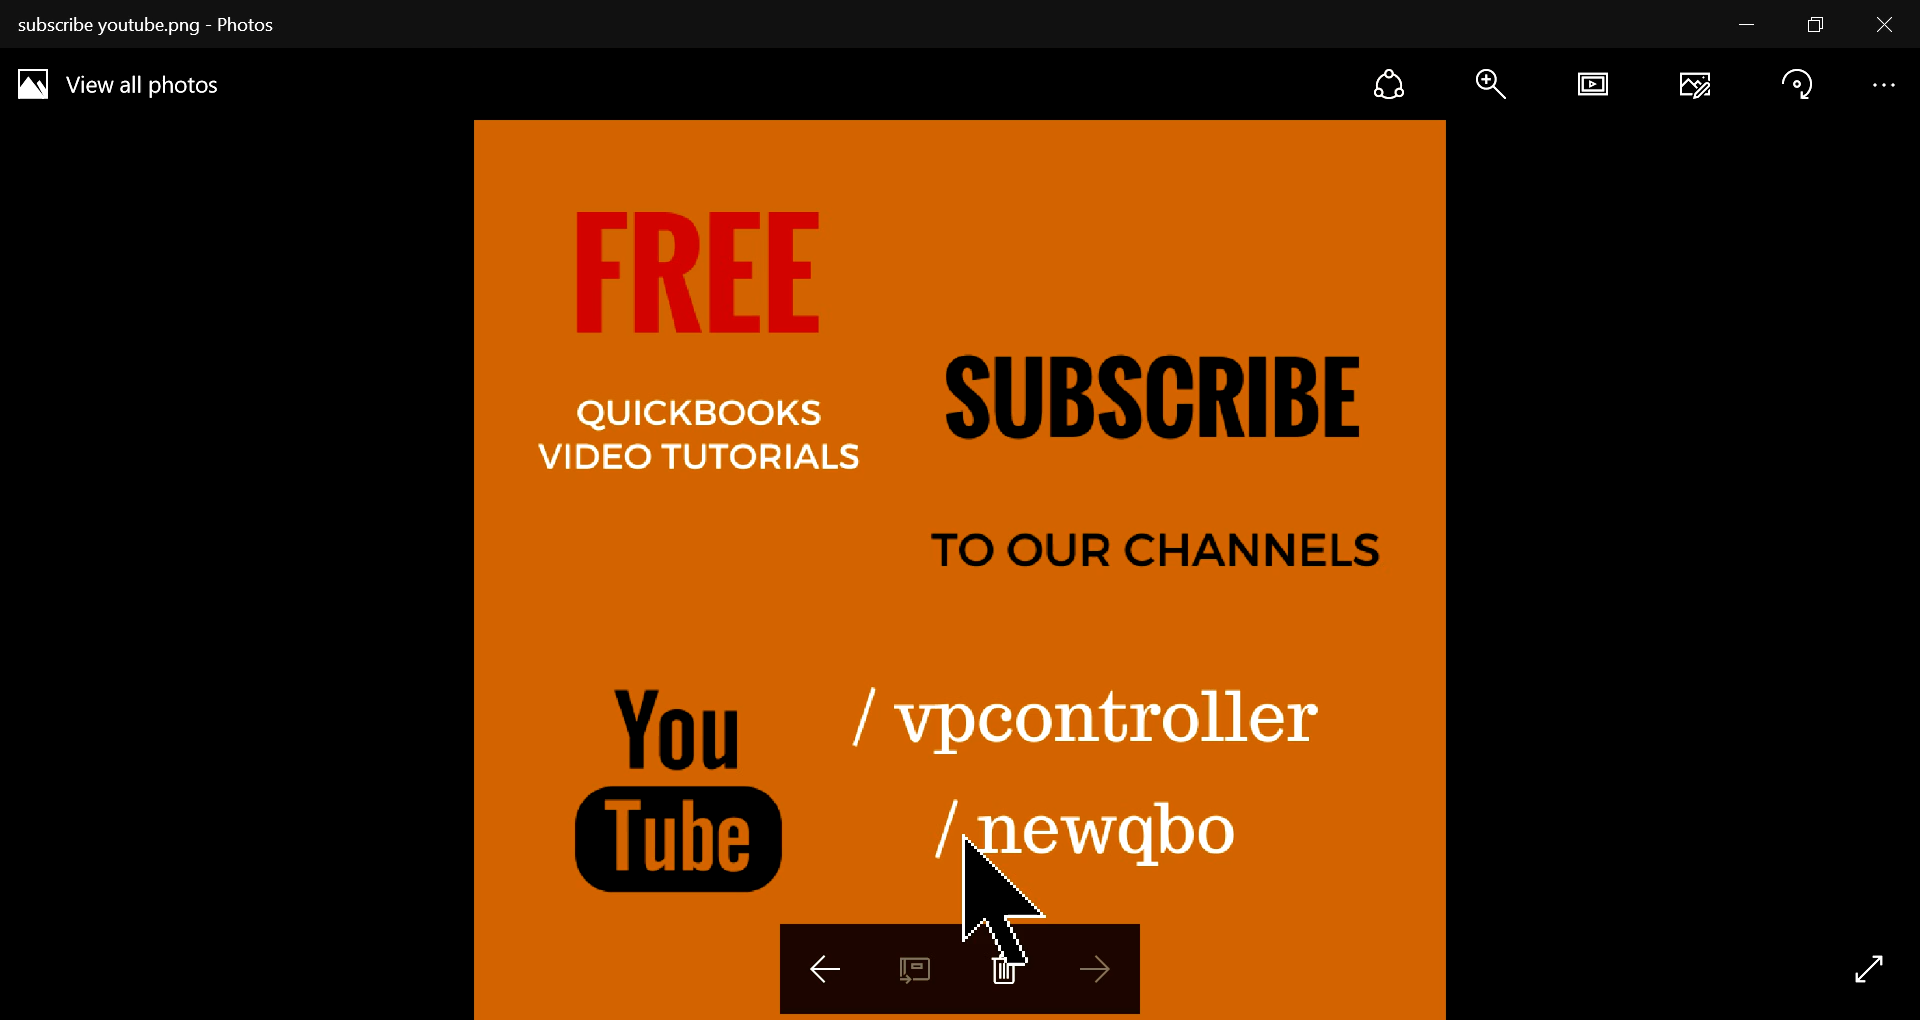 subscribe youtube.png - Photos
View all photos
FREE
QUICKBOOKS
VIDEO TUTORIALS
SUBSCRIBE
TO OUR CHANNELS
You
Tube
/ vpcontroller
/ newqbo